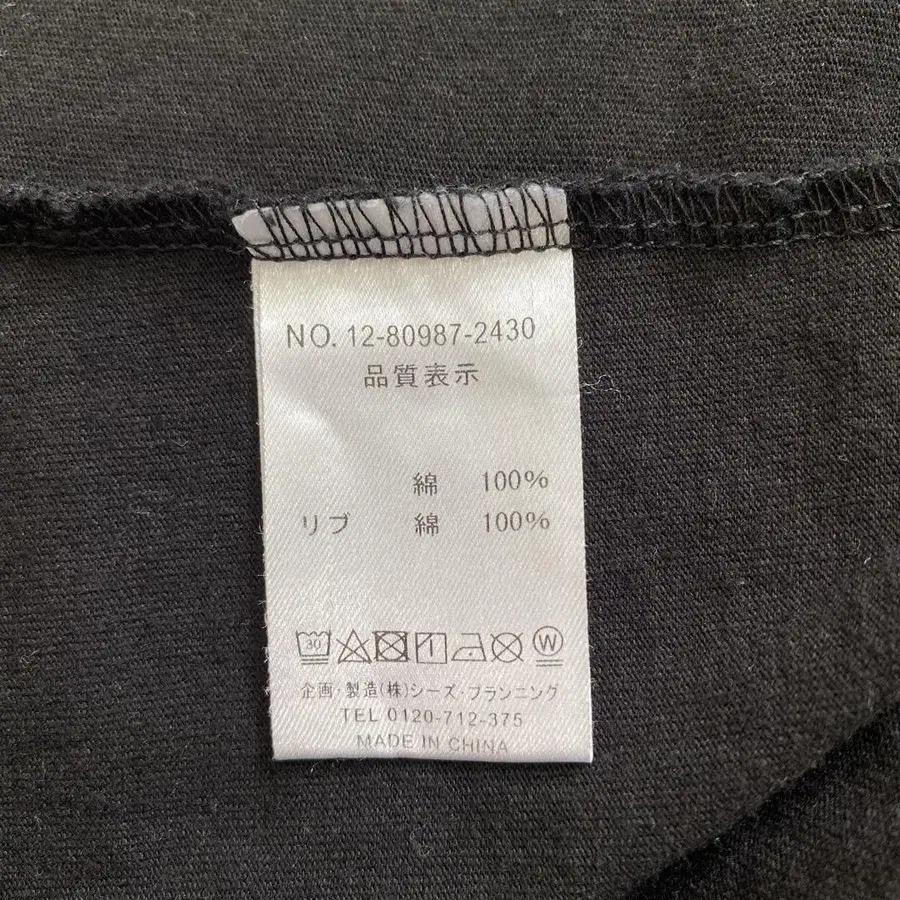 NO. 12-80987-2430
品質表示
綿 100%
リブ 綿 100%
30 W
企画・製造(株)シーズ・プランニング
TEL 0120-712-375
MADE IN CHINA